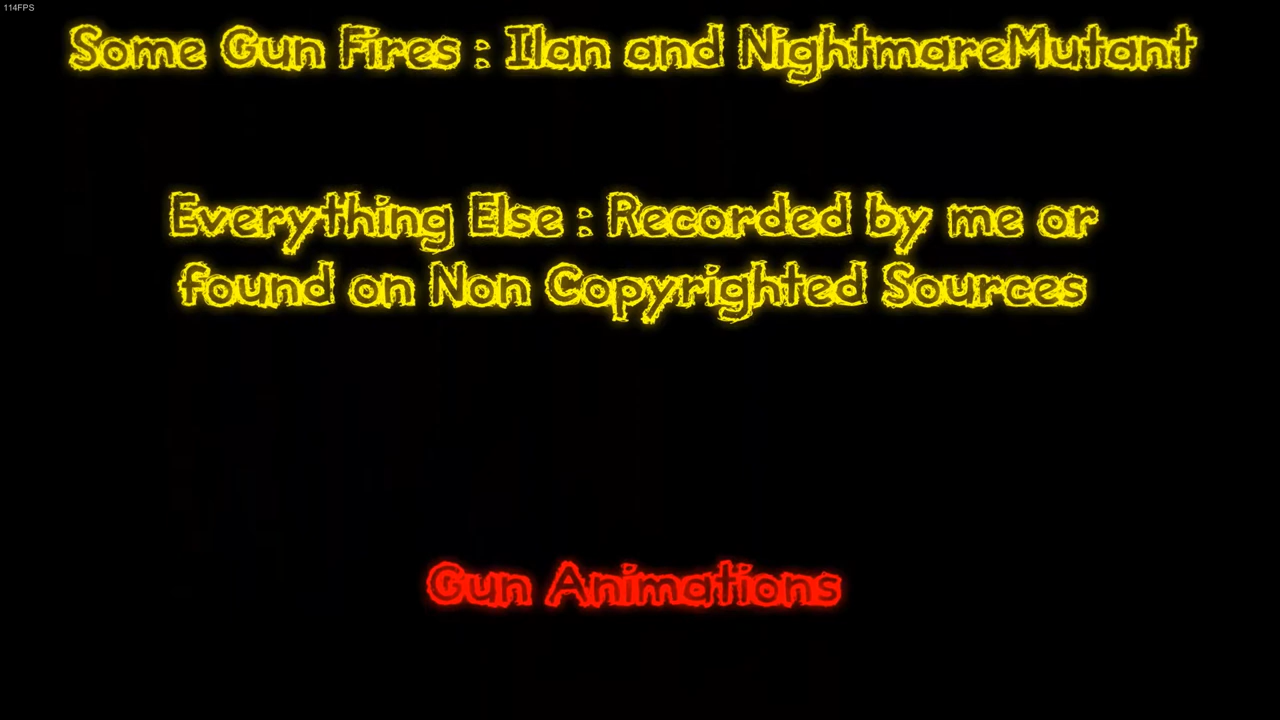 114FPS
Some Gun Fires : Ilan and NightmareMutant
Everything Else : Recorded by me or
found on Non Copyrighted Sources
Gun Animations